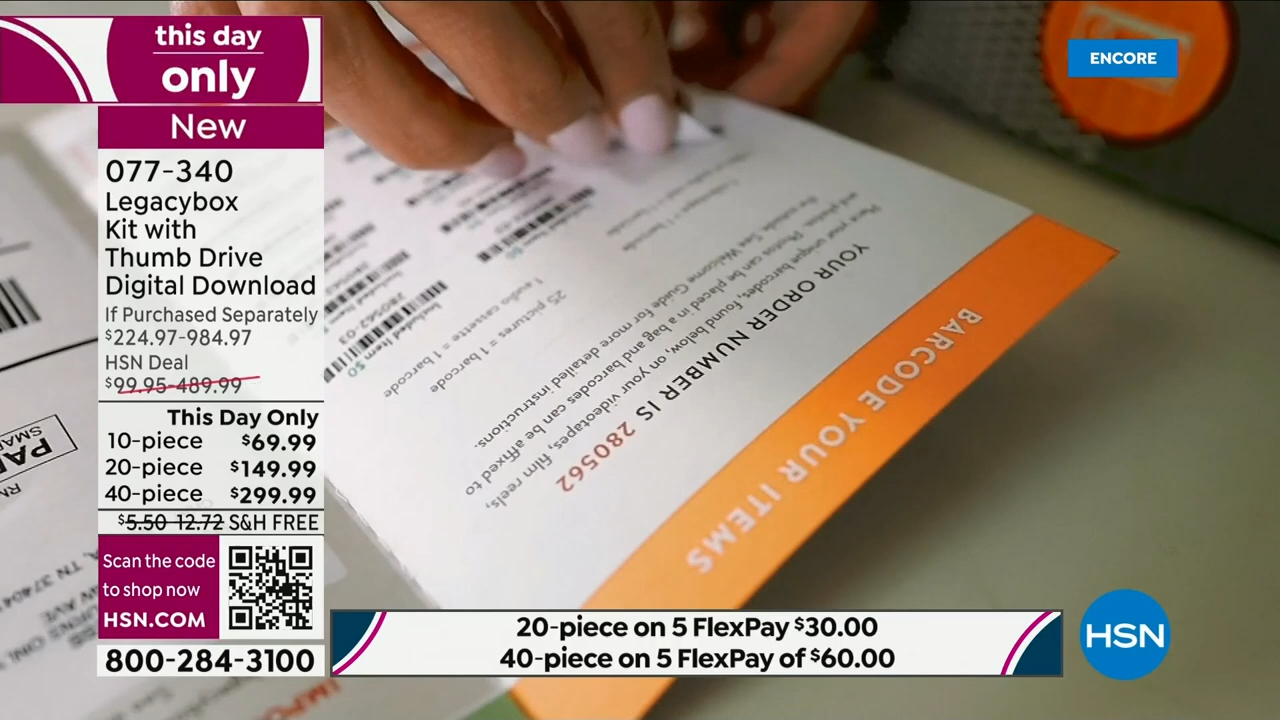 this day
only
New
077-340
Legacybox
Kit with
Thumb Drive
Digital Download
If Purchased Separately
$224.97-984.97
HSN Deal
$99.95-489.99
This Day Only
10-piece $69.99
20-piece $149.99
40-piece $299.99
$5.50-12.72 S&H FREE
Scan the code
to shop now
HSN.COM
800-284-3100
ENCORE
BARCODE YOUR ITEMS
YOUR ORDER NUMBER IS 280562
Place your unique barcodes, found below, on your videotapes, film reels,
and photos. Photos can be placed in a bag and barcodes can be affixed to
the outside. See Welcome Guide for more detailed instructions.
25 pictures = 1 barcode
1 audio cassette = 1 barcode
280562-03
20-piece on 5 FlexPay $30.00
40-piece on 5 FlexPay of $60.00
HSN